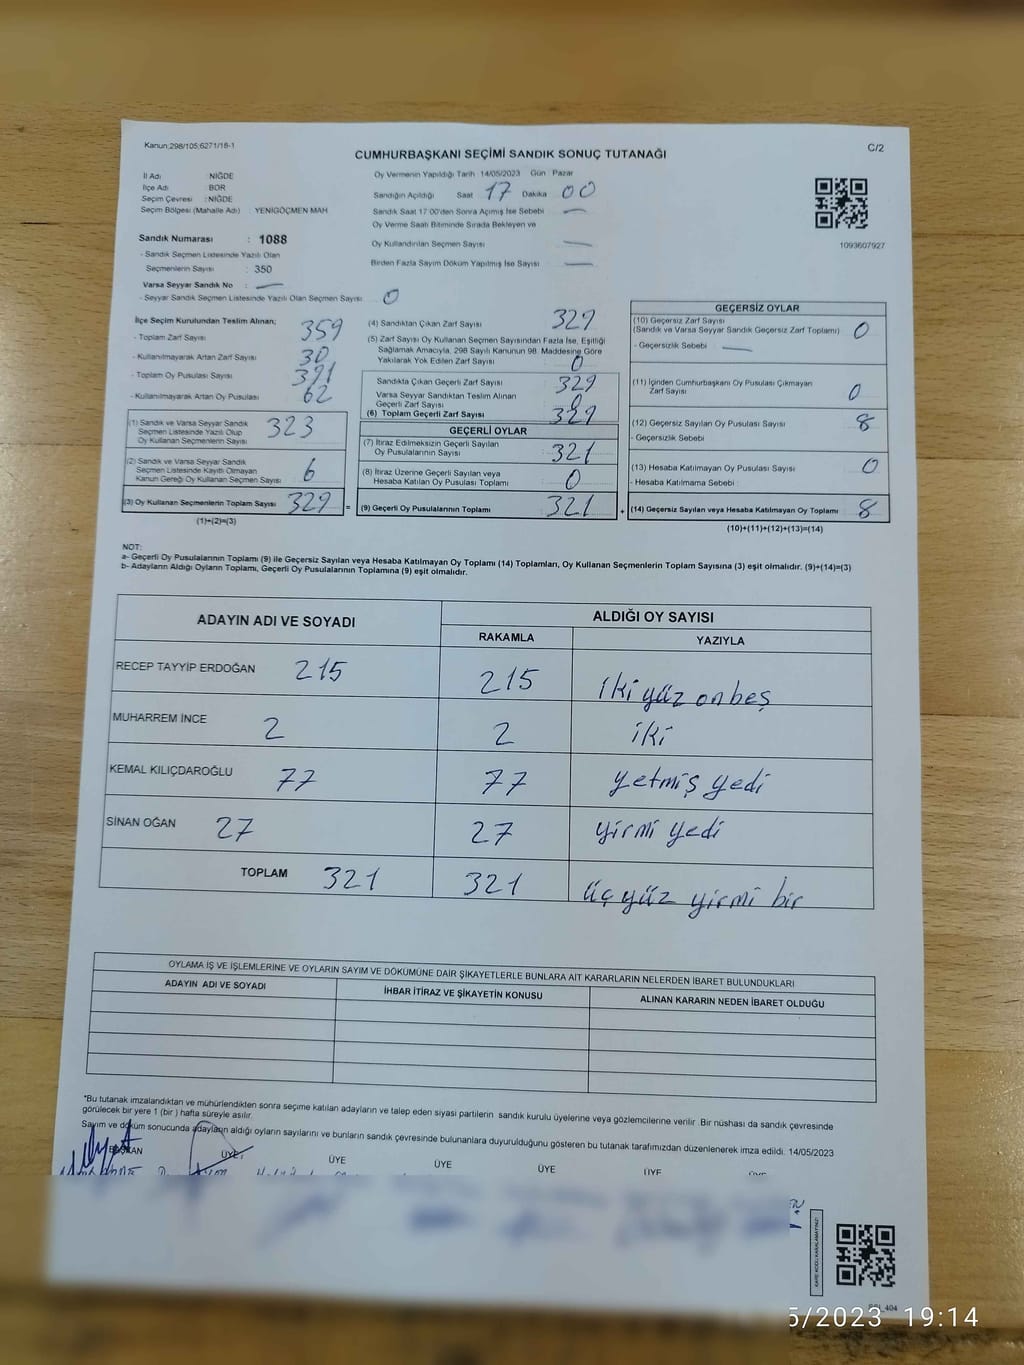 Kanun;298/105;6271/18-1
C/2
CUMHURBAŞKANI SEÇİMİ SANDIK SONUÇ TUTANAĞI
İl Adı : NİĞDE
İlçe Adı : BOR
Seçim Çevresi : NİĞDE
Seçim Bölgesi (Mahalle Adı) : YENİGÖÇMEN MAH
Sandık Numarası : 1088
- Sandık Seçmen Listesinde Yazılı Olan
Seçmenlerin Sayısı : 350
Varsa Seyyar Sandık No : —
- Seyyar Sandık Seçmen Listesinde Yazılı Olan Seçmen Sayısı 0
Oy Vermenin Yapıldığı Tarih 14/05/2023 Gün Pazar
Sandığın Açıldığı Saat 17 Dakika 00
Sandık Saat 17:00'den Sonra Açımış İse Sebebi —
Oy Verme Saati Bitiminde Sırada Bekleyen ve
Oy Kullandırılan Seçmen Sayısı —
Birden Fazla Sayım Döküm Yapılmış İse Sayısı —
1093607927
İlçe Seçim Kurulundan Teslim Alınan;
- Toplam Zarf Sayısı 359
- Kullanılmayarak Artan Zarf Sayısı 30
- Toplam Oy Pusulası Sayısı 391
- Kullanılmayarak Artan Oy Pusulası 62
(1) Sandık ve Varsa Seyyar Sandık
Seçmen Listesinde Yazılı Olup
Oy Kullanan Seçmenlerin Sayısı 323
(2) Sandık ve Varsa Seyyar Sandık
Seçmen Listesinde Kayıtlı Olmayan
Kanun Gereği Oy Kullanan Seçmen Sayısı 6
(3) Oy Kullanan Seçmenlerin Toplam Sayısı 329 =
(1)+(2)=(3)
(4) Sandıktan Çıkan Zarf Sayısı 329
(5) Zarf Sayısı Oy Kullanan Seçmen Sayısından Fazla İse, Eşitliği
Sağlamak Amacıyla, 298 Sayılı Kanunun 98. Maddesine Göre
Yakılarak Yok Edilen Zarf Sayısı 0
Sandıkta Çıkan Geçerli Zarf Sayısı 329
Varsa Seyyar Sandıktan Teslim Alınan
Geçerli Zarf Sayısı 0
(6) Toplam Geçerli Zarf Sayısı 329
GEÇERLİ OYLAR
(7) İtiraz Edilmeksizin Geçerli Sayılan
Oy Pusulalarının Sayısı 321
(8) İtiraz Üzerine Geçerli Sayılan veya
Hesaba Katılan Oy Pusulaları Toplamı 0
(9) Geçerli Oy Pusulalarının Toplamı 321 +
GEÇERSİZ OYLAR
(10) Geçersiz Zarf Sayısı
(Sandık ve Varsa Seyyar Sandık Geçersiz Zarf Toplamı) 0
- Geçersizlik Sebebi —
(11) İçinden Cumhurbaşkanı Oy Pusulası Çıkmayan
Zarf Sayısı 0
(12) Geçersiz Sayılan Oy Pusulası Sayısı 8
- Geçersizlik Sebebi
(13) Hesaba Katılmayan Oy Pusulası Sayısı 0
- Hesaba Katılmama Sebebi
(14) Geçersiz Sayılan veya Hesaba Katılmayan Oy Toplamı 8
(10)+(11)+(12)+(13)=(14)
NOT:
a- Geçerli Oy Pusulalarının Toplamı (9) ile Geçersiz Sayılan veya Hesaba Katılmayan Oy Toplamı (14) Toplamları, Oy Kullanan Seçmenlerin Toplam Sayısına (3) eşit olmalıdır. (9)+(14)=(3)
b- Adayların Aldığı Oyların Toplamı, Geçerli Oy Pusulalarının Toplamına (9) eşit olmalıdır.
ADAYIN ADI VE SOYADI
ALDIĞI OY SAYISI
RAKAMLA YAZIYLA
RECEP TAYYİP ERDOĞAN 215 215 iki yüz on beş
MUHARREM İNCE 2 2 iki
KEMAL KILIÇDAROĞLU 77 77 yetmiş yedi
SİNAN OĞAN 27 27 yirmi yedi
TOPLAM 321 321 üç yüz yirmi bir
OYLAMA İŞ VE İŞLEMLERİNE VE OYLARIN SAYIM VE DÖKÜMÜNE DAİR ŞİKAYETLERLE BUNLARA AİT KARARLARIN NELERDEN İBARET BULUNDUKLARI
ADAYIN ADI VE SOYADI İHBAR İTİRAZ VE ŞİKAYETİN KONUSU ALINAN KARARIN NEDEN İBARET OLDUĞU
*Bu tutanak imzalandıktan ve mühürlendikten sonra seçime katılan adayların ve talep eden siyasi partilerin sandık kurulu üyelerine veya gözlemcilerine verilir .Bir nüshası da sandık çevresinde
görülecek bir yere 1 (bir ) hafta süreyle asılır.
Sayım ve döküm sonucunda adayların aldığı oyların sayılarını ve bunların sandık çevresinde bulunanlara duyurulduğunu gösteren bu tutanak tarafımızdan düzenlenerek imza edildi. 14/05/2023
BAŞKAN ÜYE ÜYE ÜYE ÜYE ÜYE
5/2023 19:14